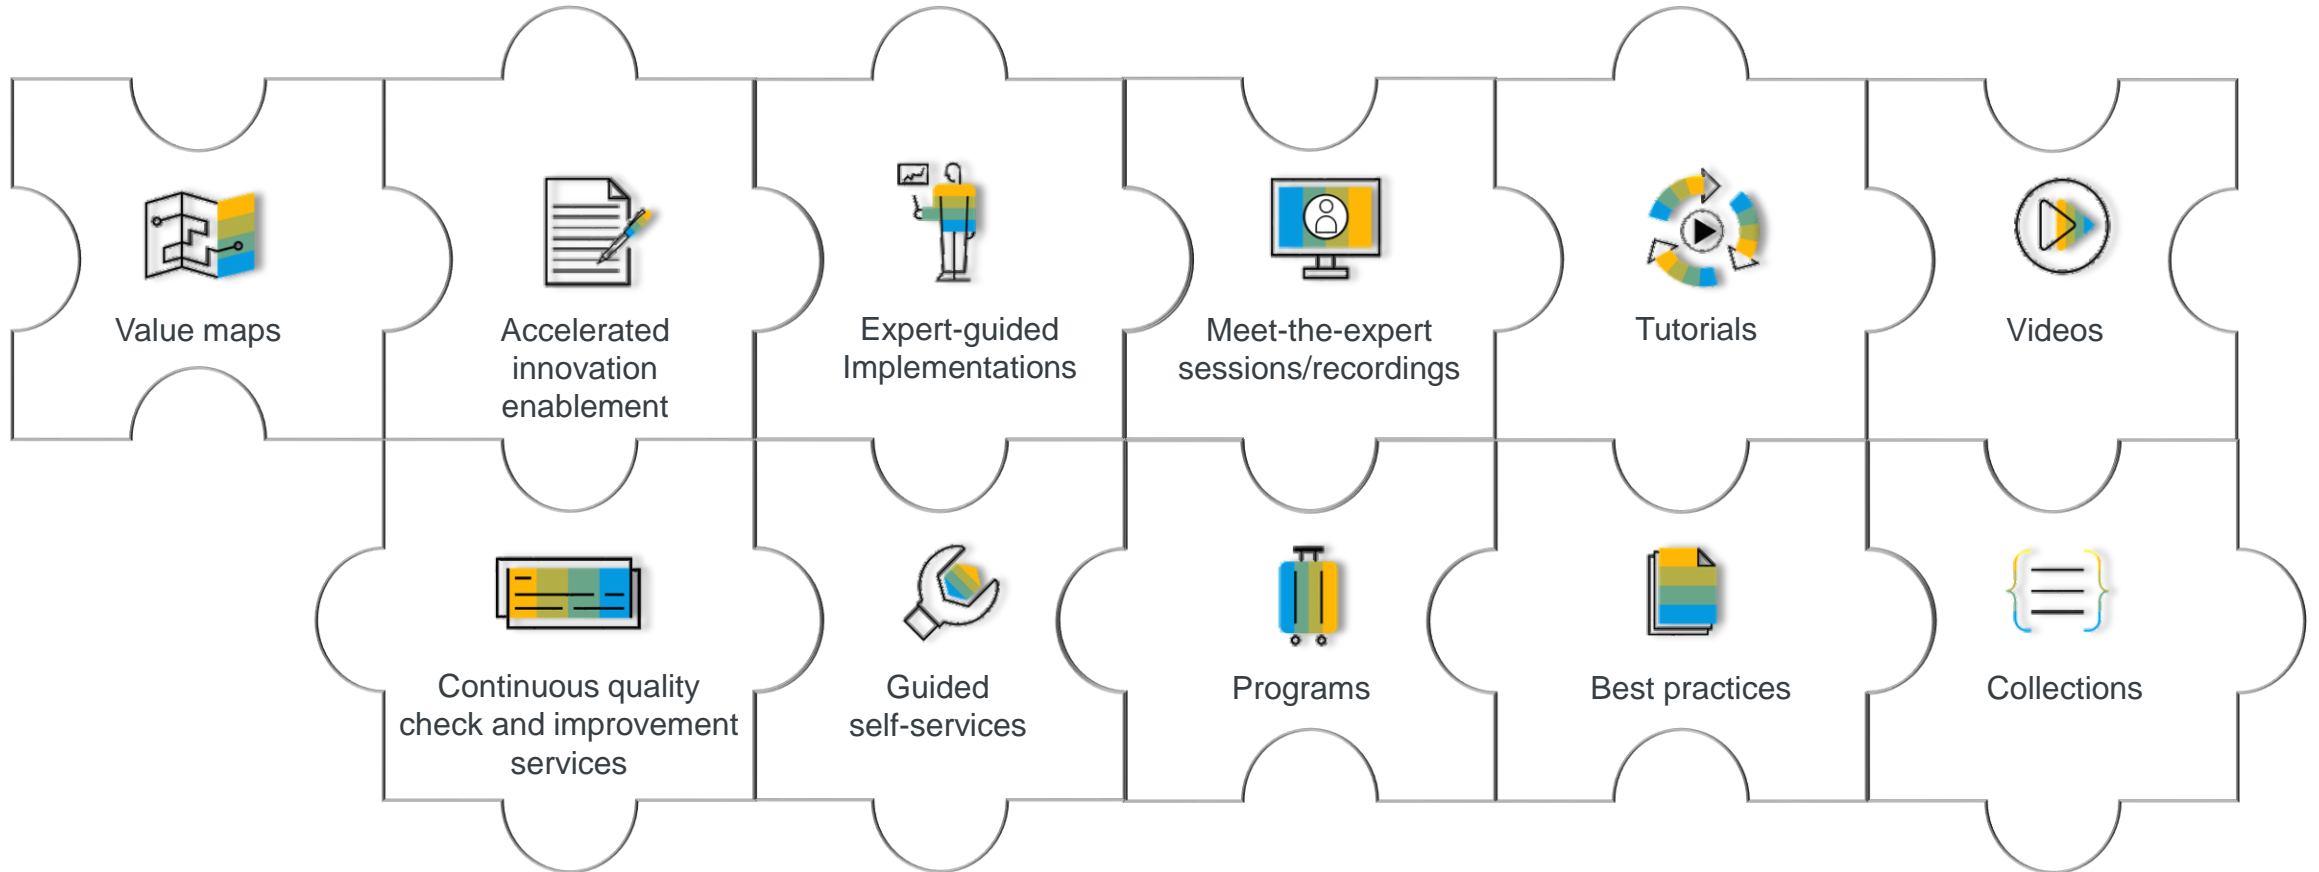 Value maps
Accelerated
innovation
enablement
Expert-guided
Implementations
Meet-the-expert
sessions/recordings
Tutorials
Videos
Continuous quality
check and improvement
services
Guided
self-services
Programs
Best practices
Collections